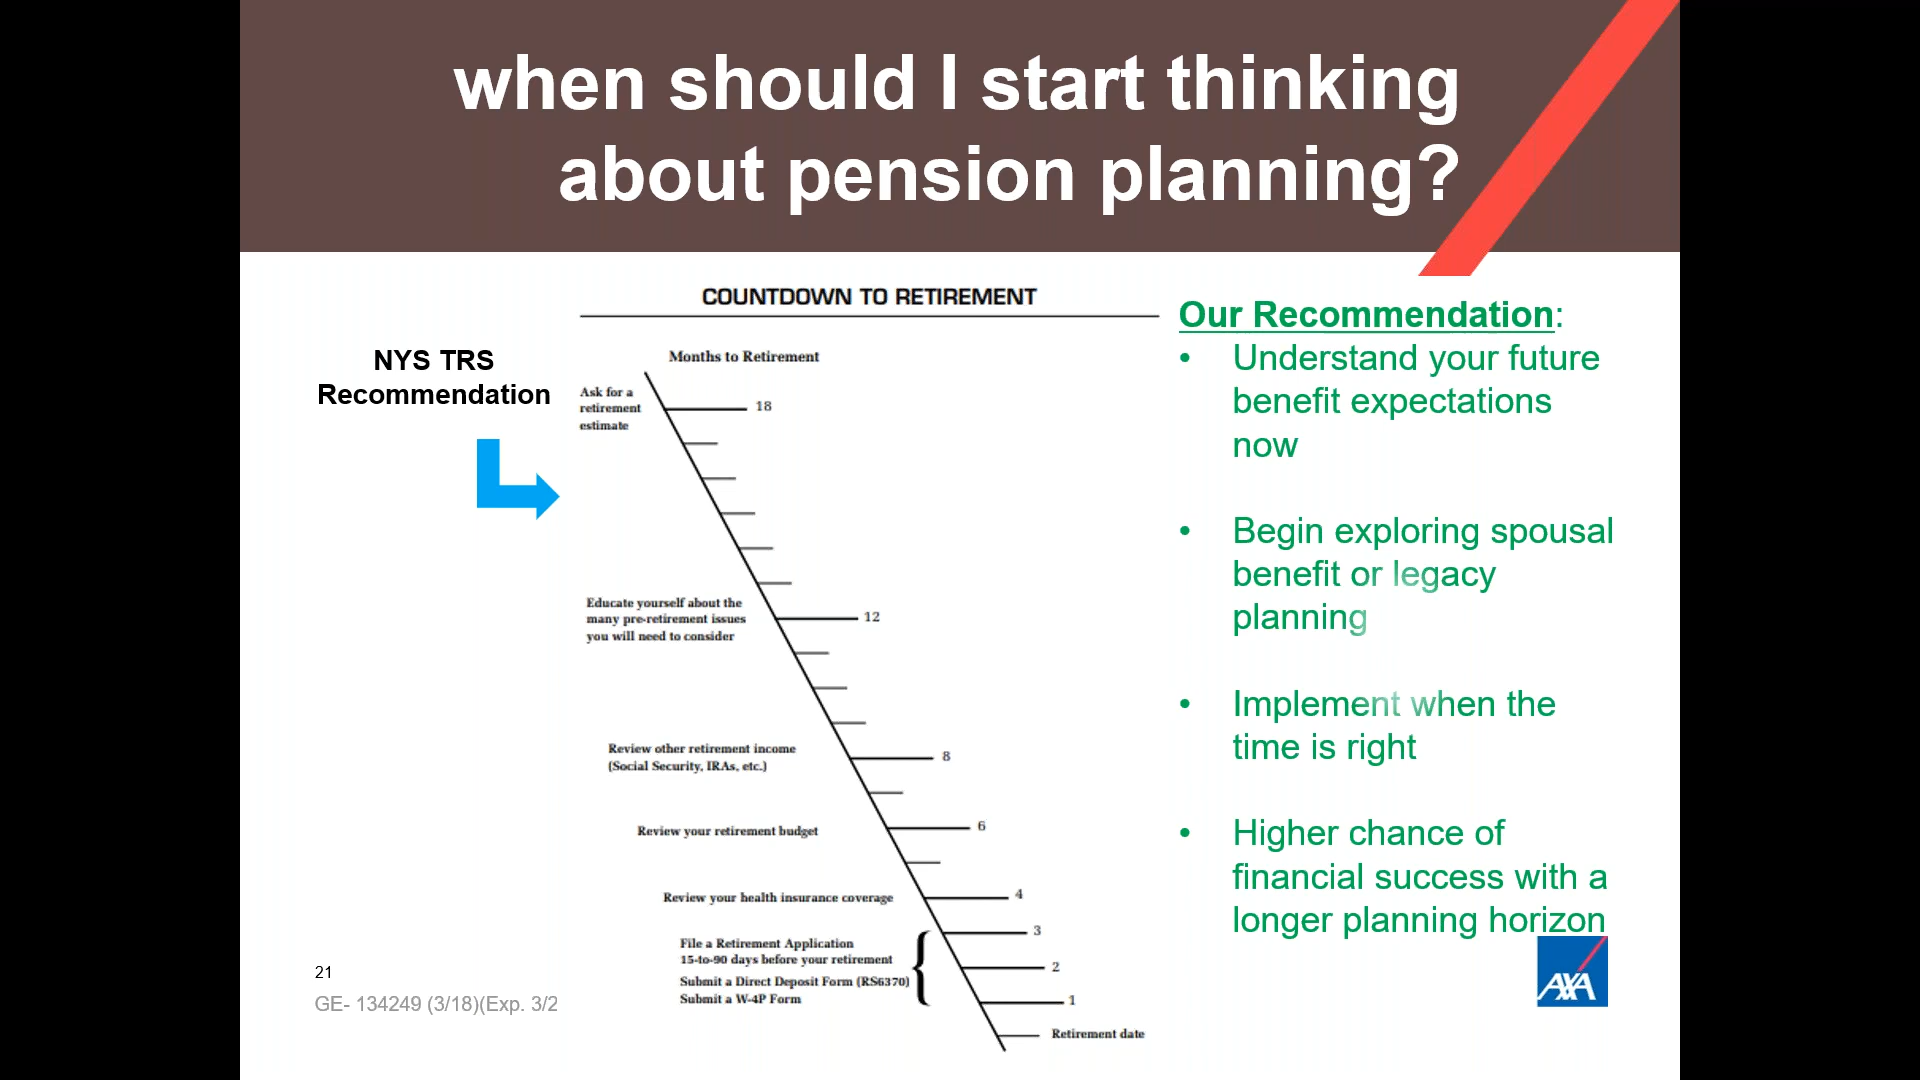 when should I start thinking
about pension planning?
COUNTDOWN TO RETIREMENT
NYS TRS
Recommendation
Months to Retirement
Ask for a
retirement
estimate
18
Educate yourself about the
many pre-retirement issues
you will need to consider
12
Review other retirement income
(Social Security, IRAs, etc.)
8
Review your retirement budget
6
Review your health insurance coverage
4
3
File a Retirement Application
15-to-90 days before your retirement
Submit a Direct Deposit Form (RS6370)
Submit a W-4P Form
2
1
Retirement date
Our Recommendation:
• Understand your future
benefit expectations
now
• Begin exploring spousal
benefit or legacy
planning
• Implement when the
time is right
• Higher chance of
financial success with a
longer planning horizon
21
GE- 134249 (3/18)(Exp. 3/2
AXA